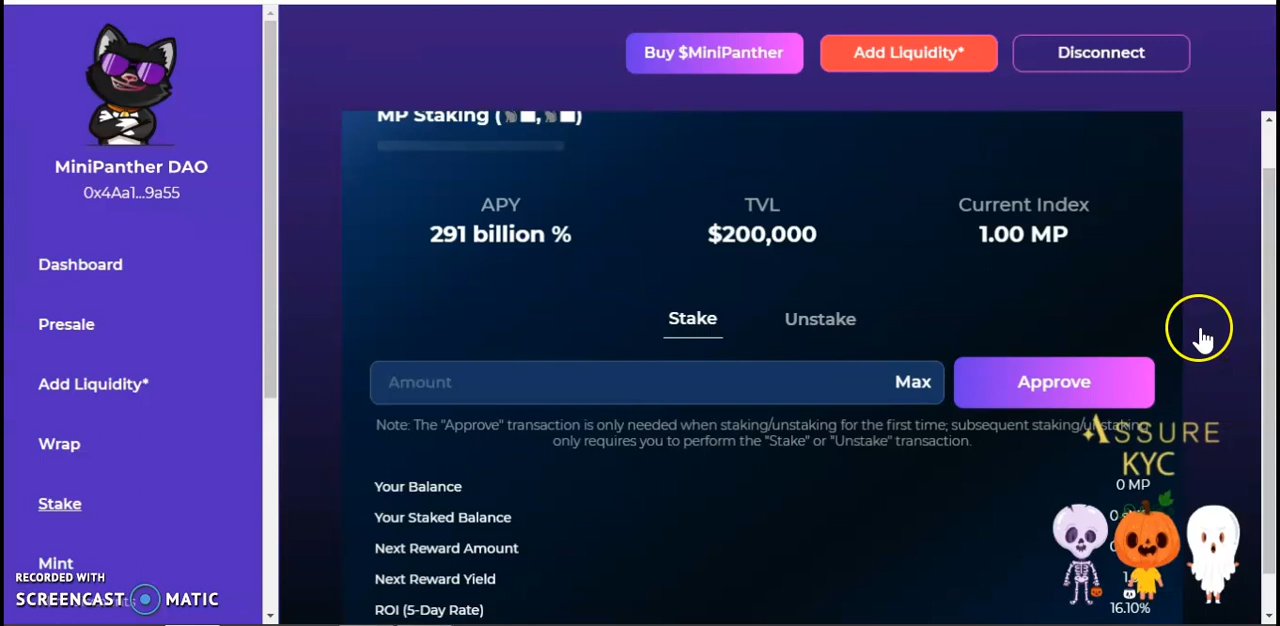 Buy $MiniPanther
Add Liquidity*
Disconnect
MiniPanther DAO
0x4Aa1...9a55
Dashboard
Presale
Add Liquidity*
Wrap
Stake
Mint
RECORDED WITH
SCREENCAST MATIC
MP Staking (
APY
TVL
Current Index
291 billion %
$200,000
1.00 MP
Stake
Unstake
Amount
Max
Approve
Note: The "Approve" transaction is only needed when staking/unstaking for the first time; subsequent staking/unstaking
only requires you to perform the "Stake" or "Unstake" transaction.
ASSURE
KYC
Your Balance
0 MP
Your Staked Balance
0
Next Reward Amount
Next Reward Yield
ROI (5-Day Rate)
16.10%